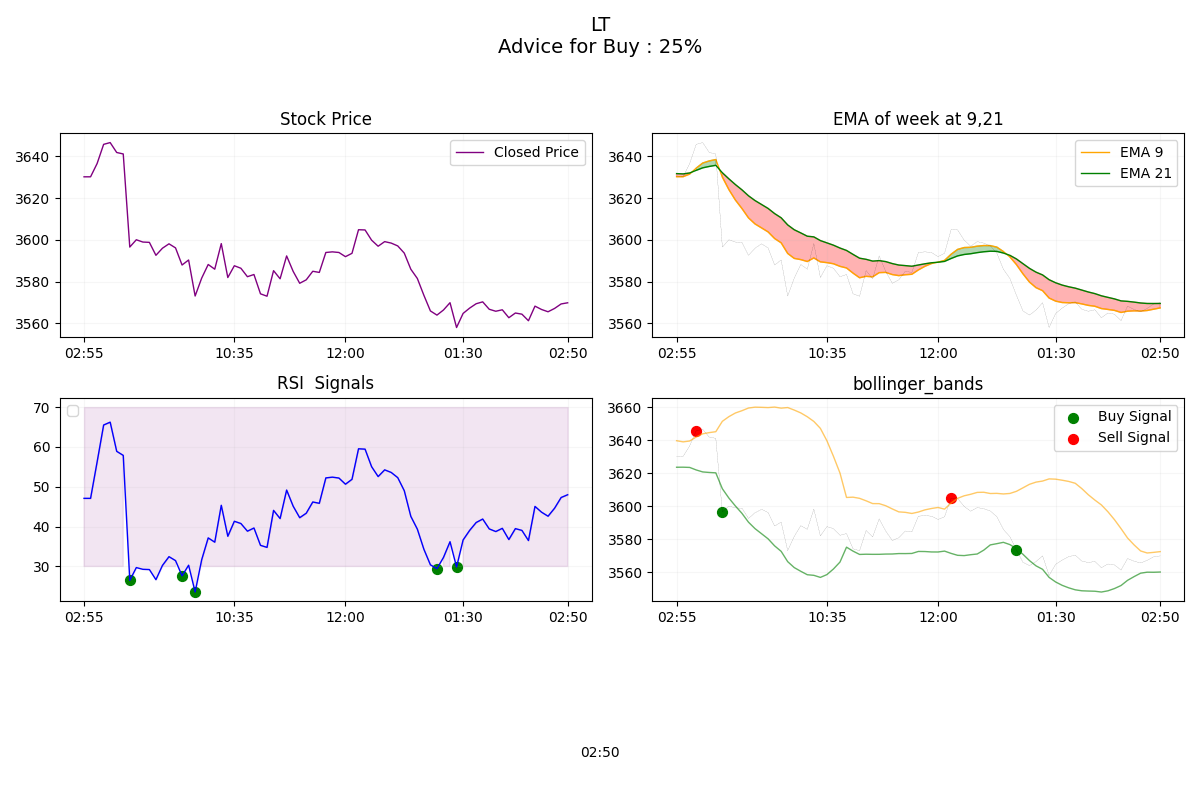 LT
Advice for Buy : 25%
Stock Price
3640
3620
3600
3580
3560
Closed Price
02:55 10:35 12:00 01:30 02:50
EMA of week at 9,21
3640
3620
3600
3580
3560
EMA 9
EMA 21
02:55 10:35 12:00 01:30 02:50
RSI  Signals
70
60
50
40
30
02:55 10:35 12:00 01:30 02:50
bollinger_bands
3660
3640
3620
3600
3580
3560
Buy Signal
Sell Signal
02:55 10:35 12:00 01:30 02:50
02:50